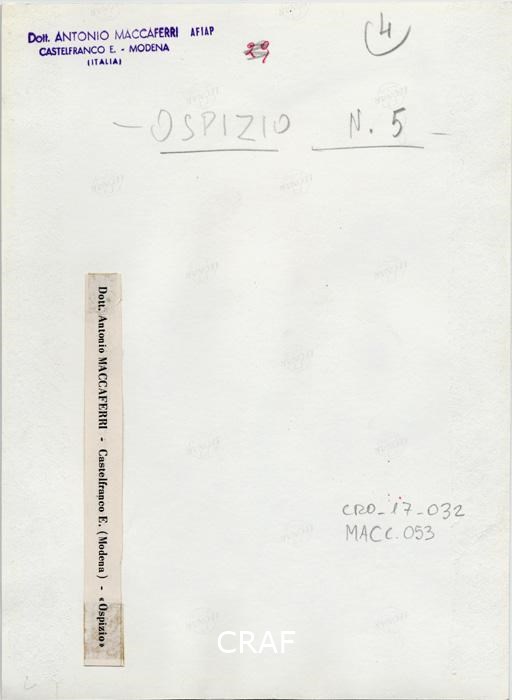 Dott. ANTONIO MACCAFERRI AFIAP
CASTELFRANCO E. - MODENA
(ITALIA)
4
- OSPIZIO N. 5 -
Dott. Antonio MACCAFERRI - Castelfranco E. (Modena) - «Ospizio»
CRO_17_032
MACC.053
CRAF